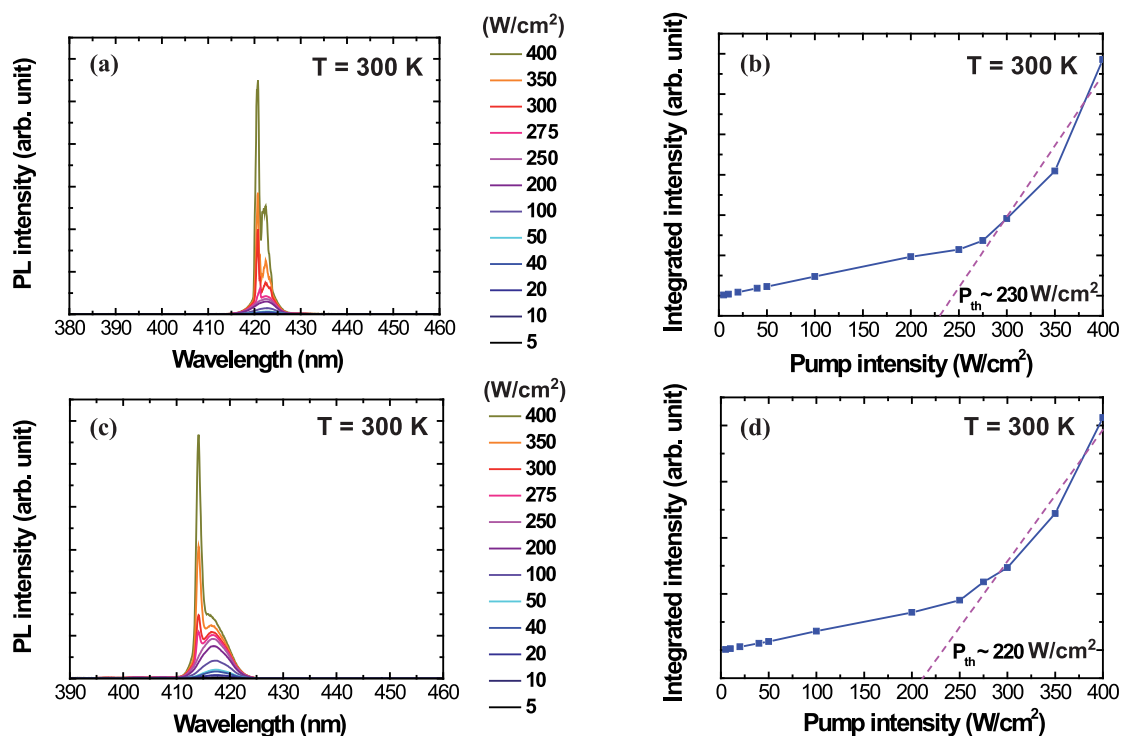 (a)
T = 300 K
PL intensity (arb. unit)
380 390 400 410 420 430 440 450 460
Wavelength (nm)
(W/cm²)
400
350
300
275
250
200
100
50
40
20
10
5
(b)
T = 300 K
Integrated intensity (arb. unit)
P_th ~ 230 W/cm²
0 50 100 150 200 250 300 350 400
Pump intensity (W/cm²)
(c)
T = 300 K
PL intensity (arb. unit)
390 400 410 420 430 440 450 460
Wavelength (nm)
(W/cm²)
400
350
300
275
250
200
100
50
40
20
10
5
(d)
T = 300 K
Integrated intensity (arb. unit)
P_th ~ 220 W/cm²
0 50 100 150 200 250 300 350 400
Pump intensity (W/cm²)